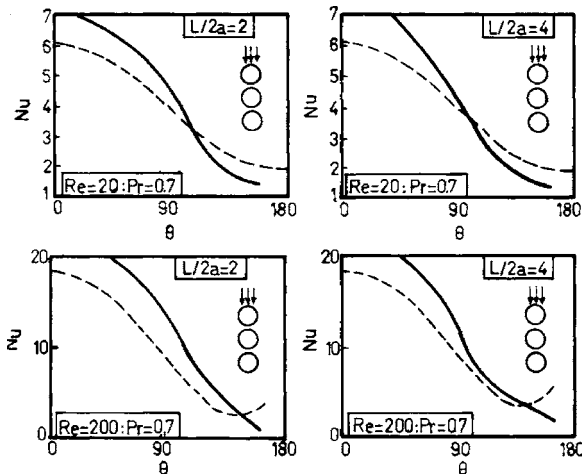 7
6
5
4
3
2
1
Nu
L/2a=2
Re=20:Pr=0.7
0
90
180
θ
7
6
5
4
3
2
1
Nu
L/2a=4
Re=20:Pr=0.7
0
90
180
θ
20
10
0
Nu
L/2a=2
Re=200:Pr=0.7
90
180
θ
20
10
0
Nu
L/2a=4
Re=200:Pr=0.7
90
180
θ